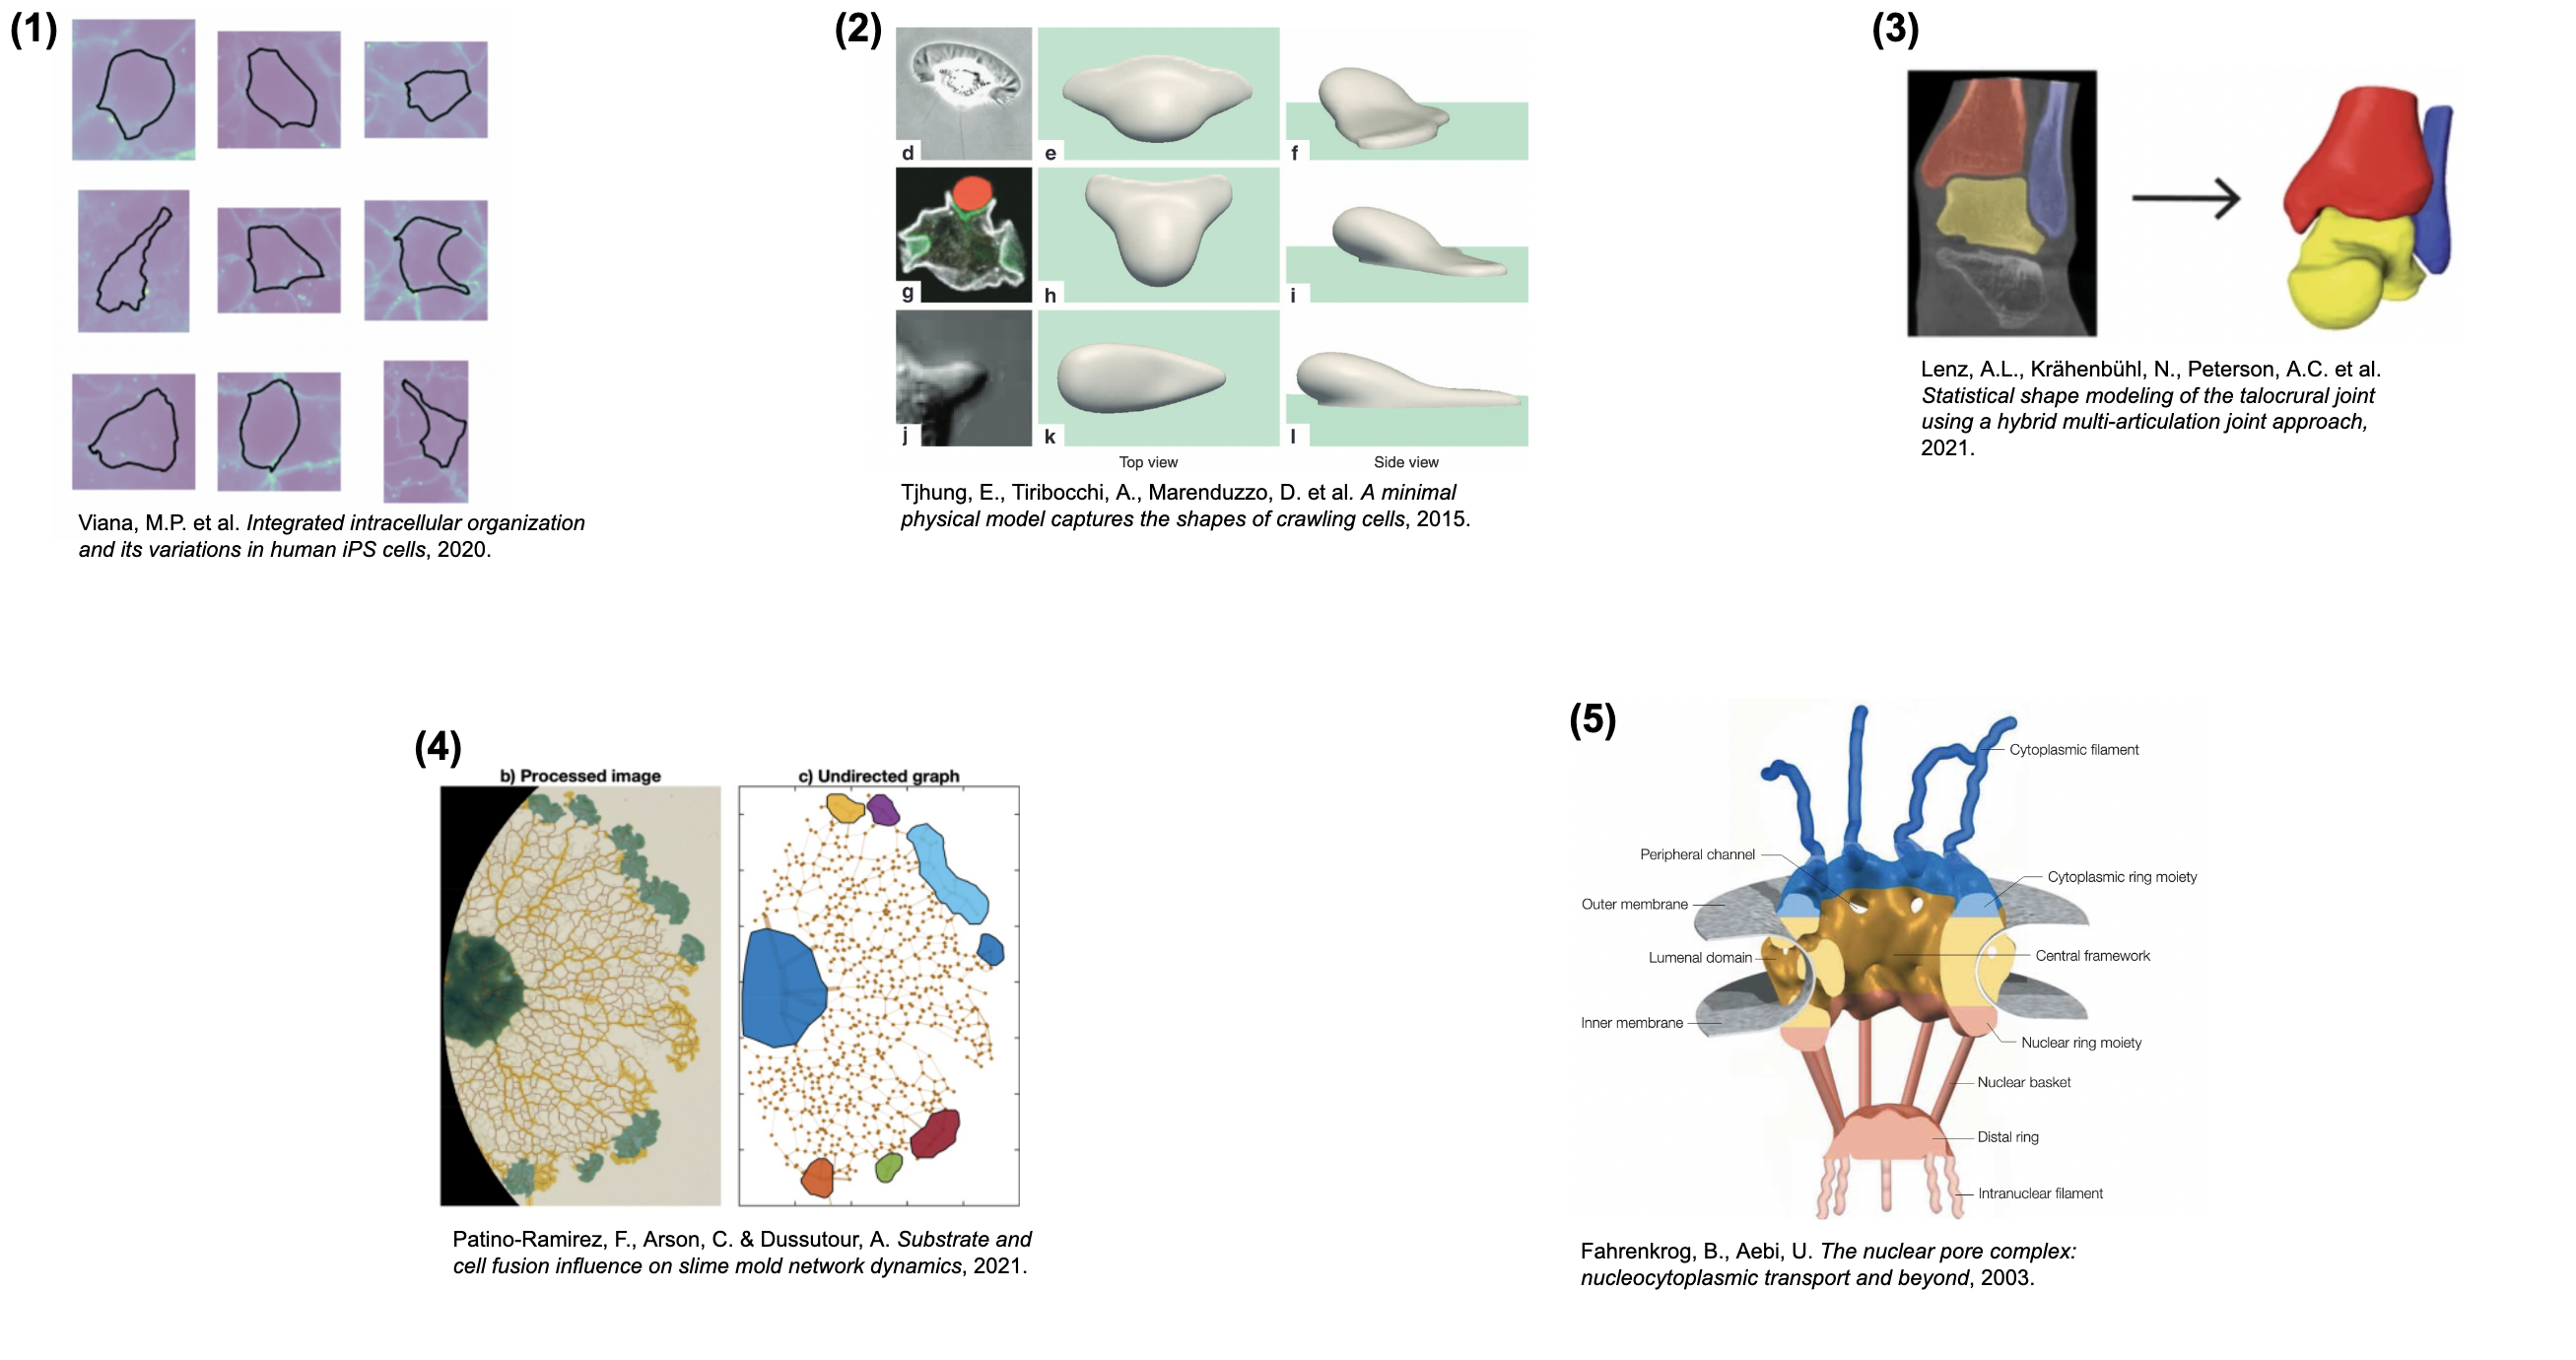 (1)
Viana, M.P. et al. Integrated intracellular organization
and its variations in human iPS cells, 2020.
(2)
d
e
f
g
h
i
j
k
l
Top view
Side view
Tjhung, E., Tiribocchi, A., Marenduzzo, D. et al. A minimal
physical model captures the shapes of crawling cells, 2015.
(3)
Lenz, A.L., Krähenbühl, N., Peterson, A.C. et al.
Statistical shape modeling of the talocrural joint
using a hybrid multi-articulation joint approach,
2021.
(4)
b) Processed image
c) Undirected graph
Patino-Ramirez, F., Arson, C. & Dussutour, A. Substrate and
cell fusion influence on slime mold network dynamics, 2021.
(5)
Cytoplasmic filament
Peripheral channel
Cytoplasmic ring moiety
Outer membrane
Lumenal domain
Central framework
Inner membrane
Nuclear ring moiety
Nuclear basket
Distal ring
Intranuclear filament
Fahrenkrog, B., Aebi, U. The nuclear pore complex:
nucleocytoplasmic transport and beyond, 2003.